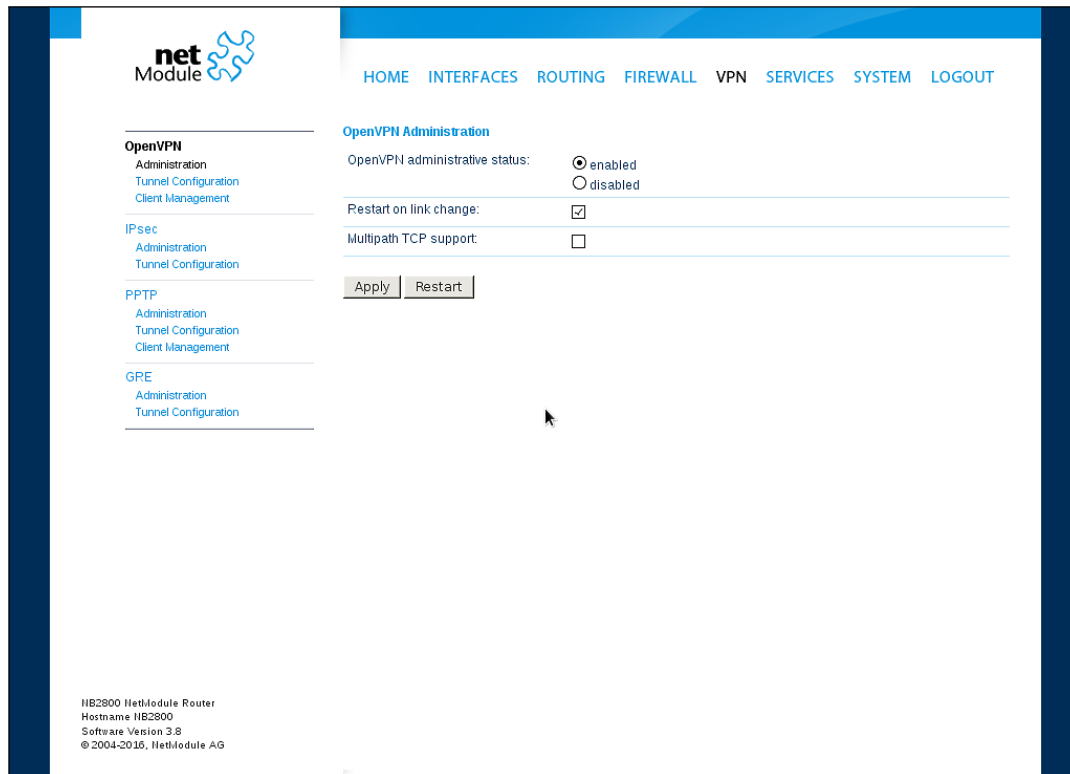 net
Module
HOME INTERFACES ROUTING FIREWALL VPN SERVICES SYSTEM LOGOUT
OpenVPN
Administration
Tunnel Configuration
Client Management
IPsec
Administration
Tunnel Configuration
PPTP
Administration
Tunnel Configuration
Client Management
GRE
Administration
Tunnel Configuration
OpenVPN Administration
OpenVPN administrative status:
enabled
disabled
Restart on link change:
Multipath TCP support:
Apply Restart
NB2800 NetModule Router
Hostname NB2800
Software Version 3.8
© 2004-2016, NetModule AG